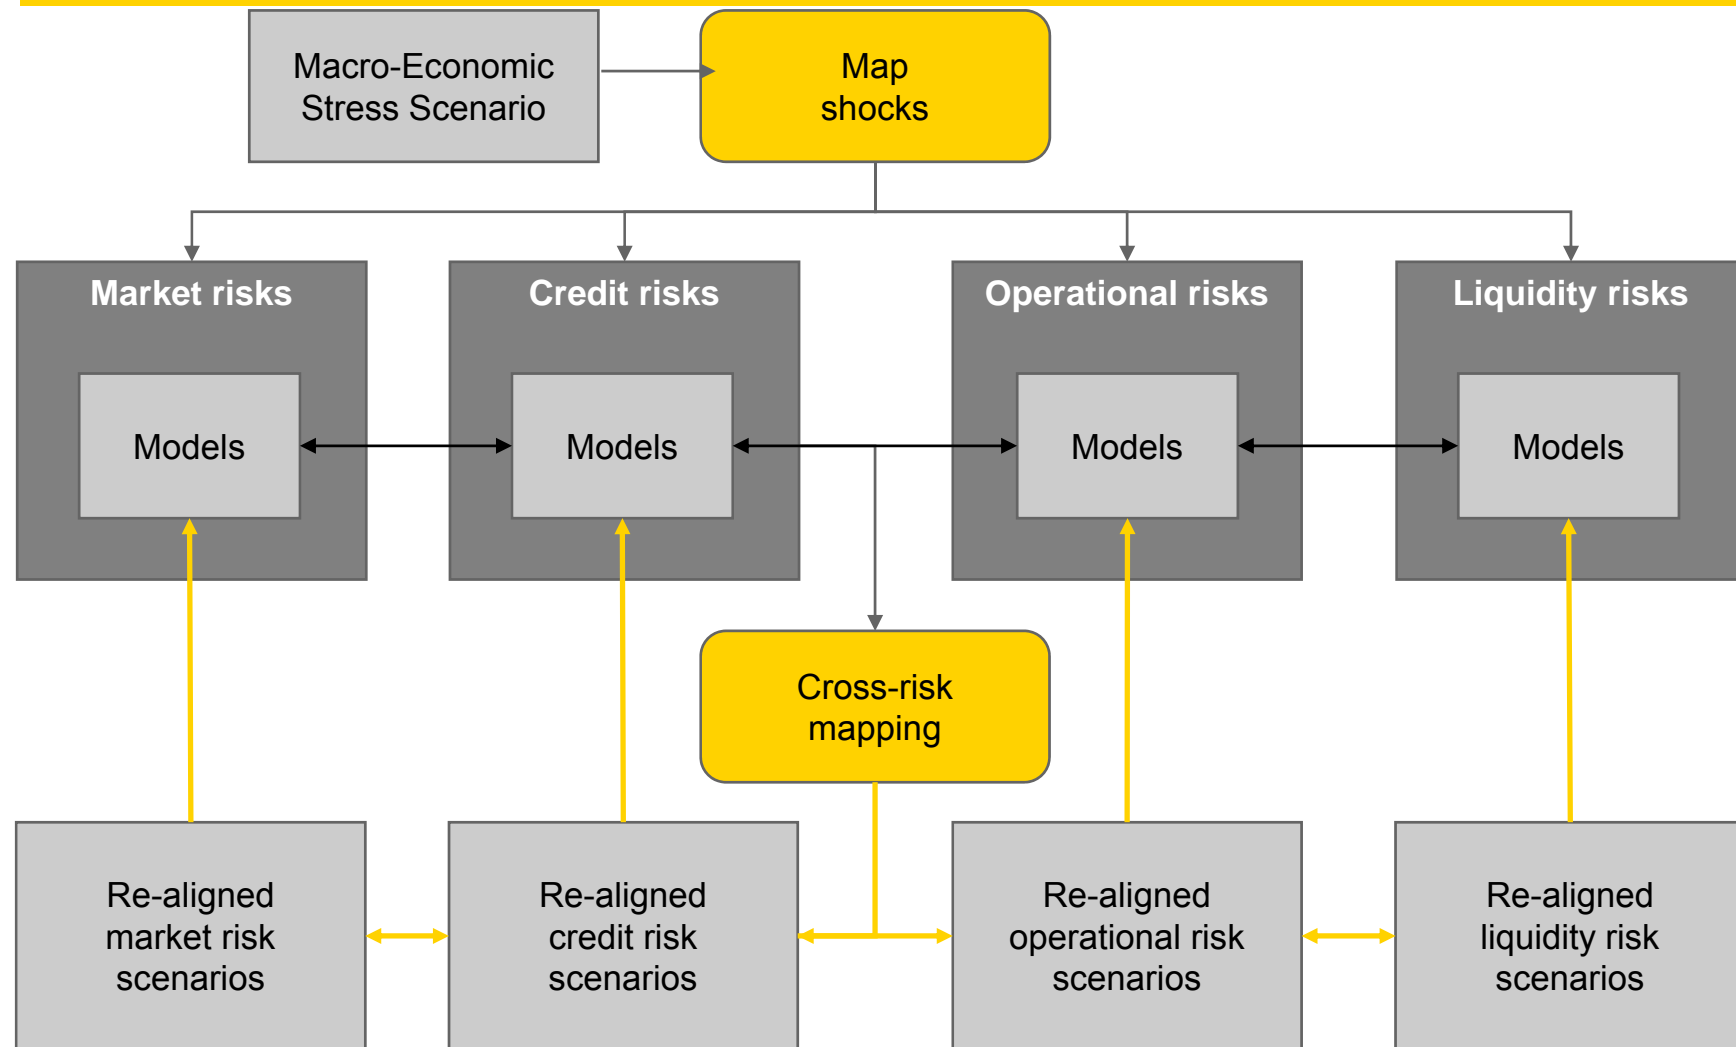 Macro-Economic
Stress Scenario
Map
shocks
Market risks
Credit risks
Operational risks
Liquidity risks
Models
Models
Models
Models
Cross-risk
mapping
Re-aligned
market risk
scenarios
Re-aligned
credit risk
scenarios
Re-aligned
operational risk
scenarios
Re-aligned
liquidity risk
scenarios